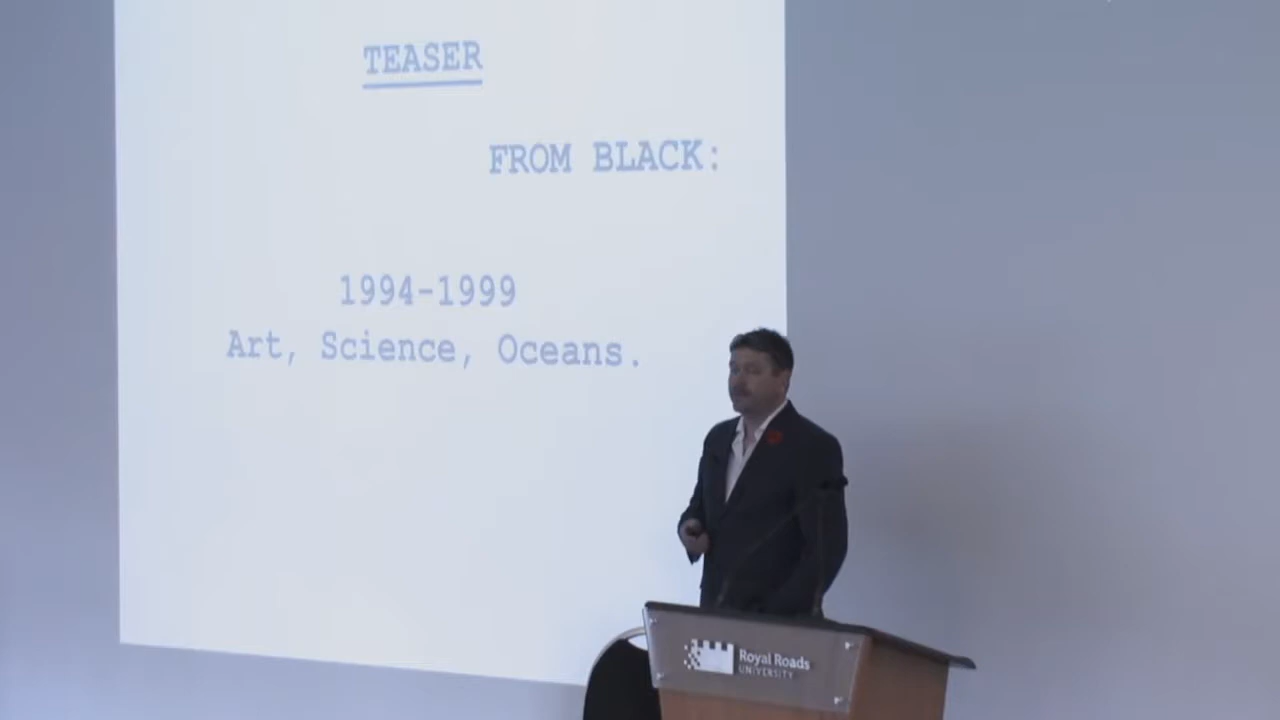 TEASER
FROM BLACK:
1994-1999
Art, Science, Oceans.
Royal Roads
UNIVERSITY